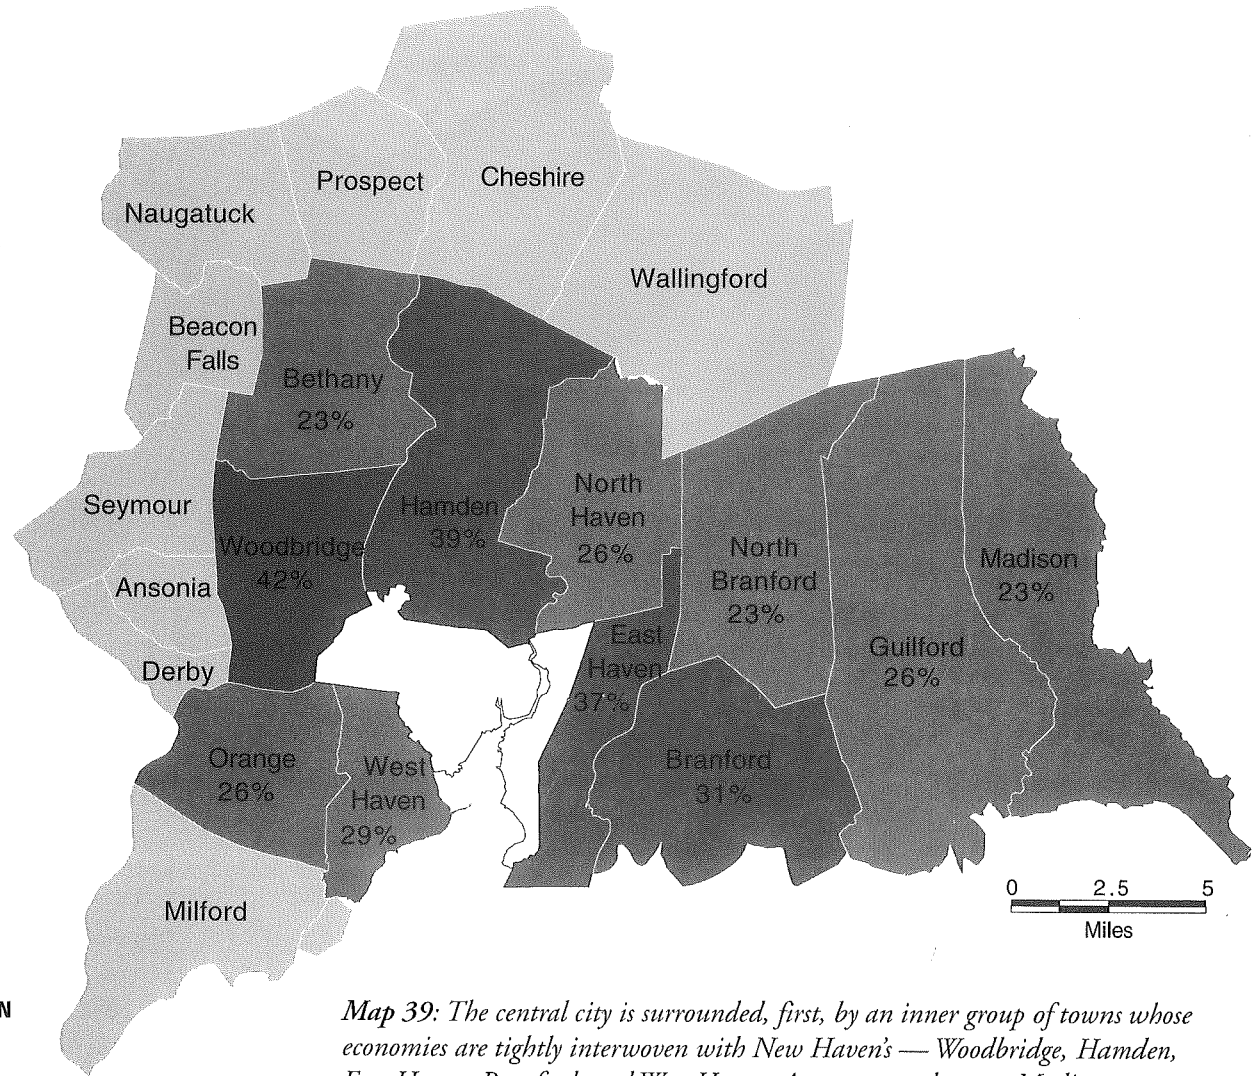 Prospect
Cheshire
Naugatuck
Wallingford
Beacon
Falls
Bethany
23%
Seymour
Hamden
39%
North
Haven
26%
Woodbridge
42%
North
Branford
23%
Madison
23%
Ansonia
East
Haven
37%
Guilford
26%
Derby
Orange
26%
West
Haven
29%
Branford
31%
Milford
0 2.5 5
Miles
N
Map 39: The central city is surrounded, first, by an inner group of towns whose
economies are tightly interwoven with New Haven's — Woodbridge, Hamden,